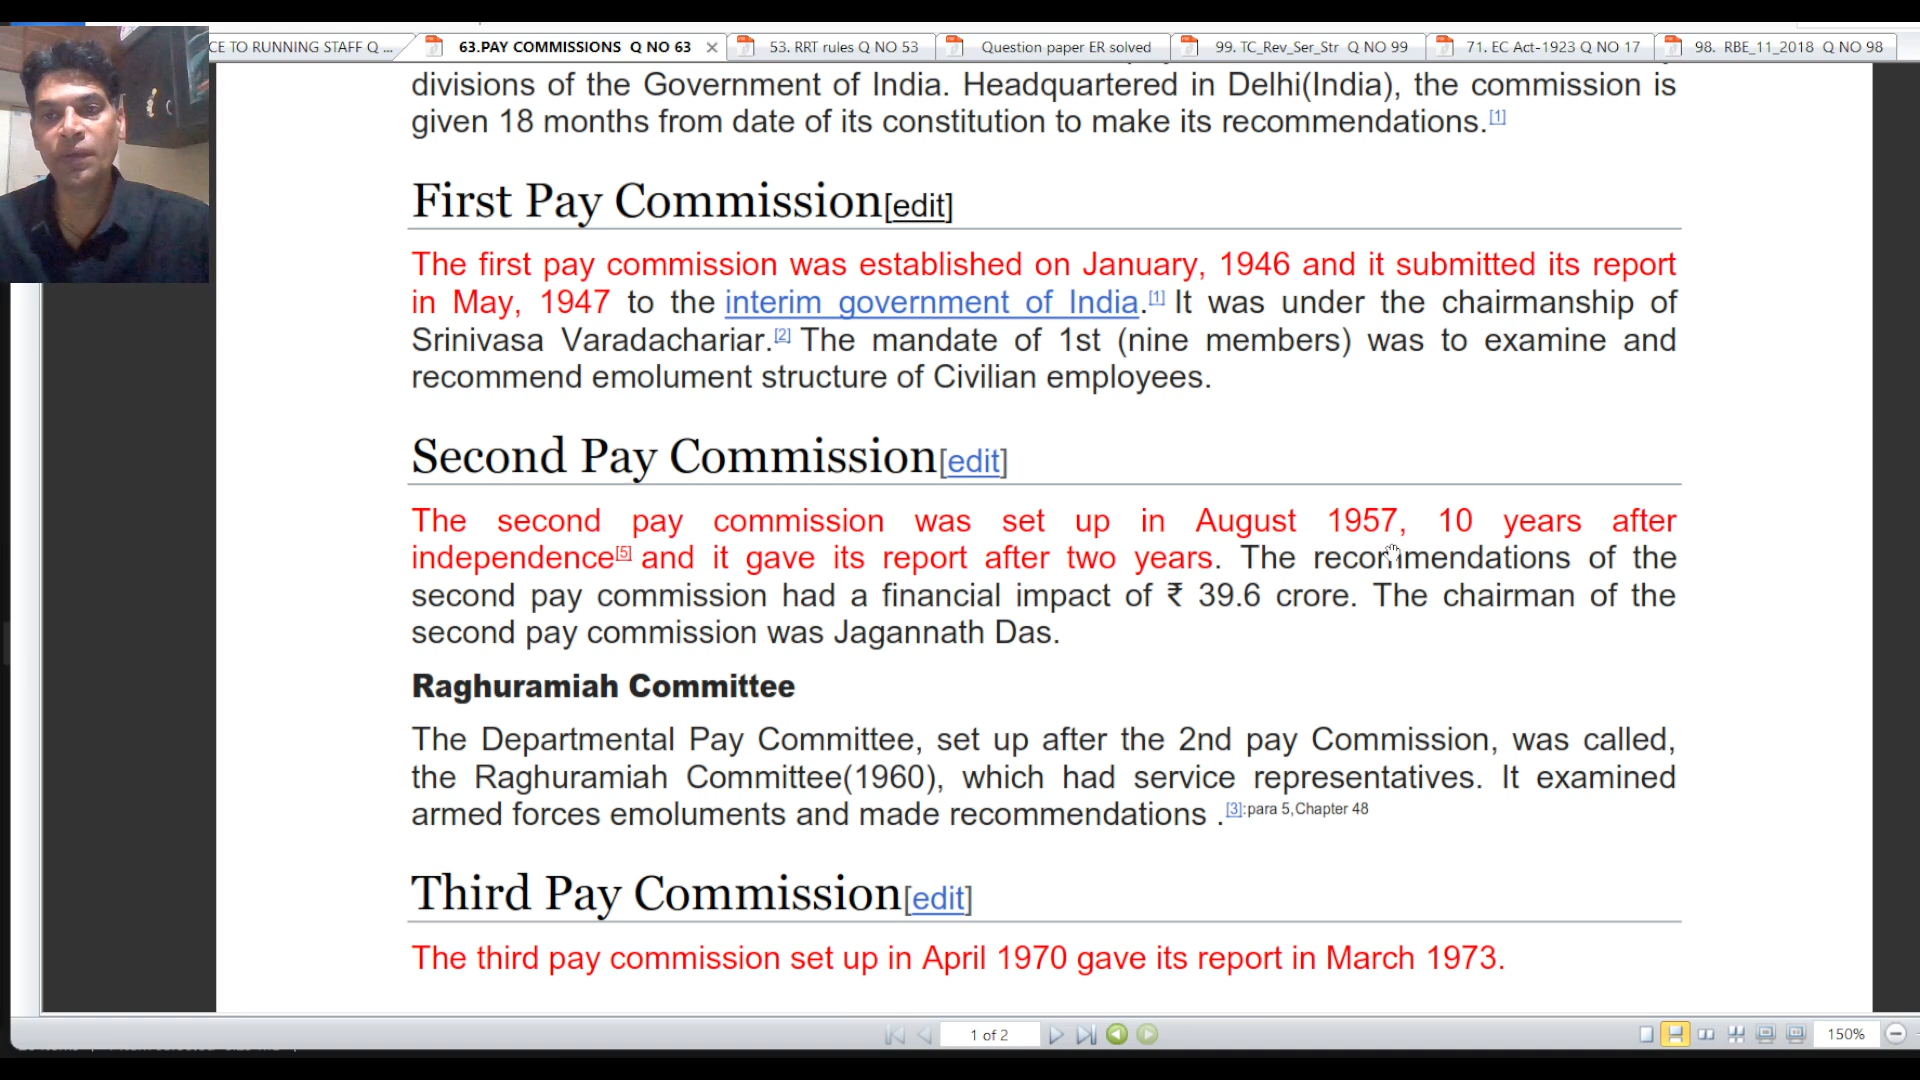 CE TO RUNNING STAFF Q ...
63.PAY COMMISSIONS Q NO 63
53. RRT rules Q NO 53
Question paper ER solved
99. TC_Rev_Ser_Str Q NO 99
71. EC Act-1923 Q NO 17
98. RBE_11_2018 Q NO 98
divisions of the Government of India. Headquartered in Delhi(India), the commission is
given 18 months from date of its constitution to make its recommendations.[1]
First Pay Commission[edit]
The first pay commission was established on January, 1946 and it submitted its report
in May, 1947 to the interim government of India.[1] It was under the chairmanship of
Srinivasa Varadachariar.[2] The mandate of 1st (nine members) was to examine and
recommend emolument structure of Civilian employees.
Second Pay Commission[edit]
The second pay commission was set up in August 1957, 10 years after
independence[5] and it gave its report after two years. The recommendations of the
second pay commission had a financial impact of ₹ 39.6 crore. The chairman of the
second pay commission was Jagannath Das.
Raghuramiah Committee
The Departmental Pay Committee, set up after the 2nd pay Commission, was called,
the Raghuramiah Committee(1960), which had service representatives. It examined
armed forces emoluments and made recommendations .[3]:para 5,Chapter 48
Third Pay Commission[edit]
The third pay commission set up in April 1970 gave its report in March 1973.
1 of 2
150%